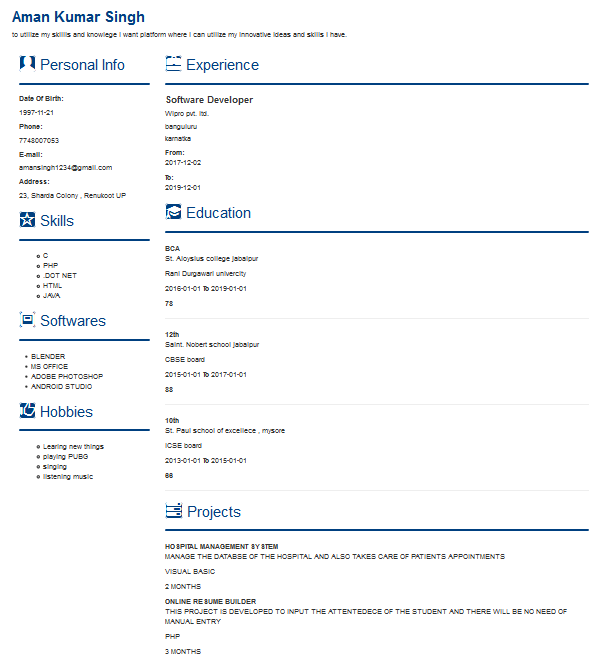 Aman Kumar Singh
to utilize my skillls and knowlege I want platform where I can utilize my innovative ideas and skills I have.
Personal Info
Date Of Birth:
1997-11-21
Phone:
7748007053
E-mail:
amansingh1234@gmail.com
Address:
23, Sharda Colony , Renukoot UP
Skills
C
PHP
.DOT NET
HTML
JAVA
Softwares
BLENDER
MS OFFICE
ADOBE PHOTOSHOP
ANDROID STUDIO
Hobbies
Learing new things
playing PUBG
singing
listening music
Experience
Software Developer
Wipro pvt. ltd.
banguluru
karnatka
From:
2017-12-02
To:
2019-12-01
Education
BCA
St. Aloysius college jabalpur
Rani Durgawari univercity
2016-01-01 To 2019-01-01
78
12th
Saint. Nobert school jabalpur
CBSE board
2015-01-01 To 2017-01-01
88
10th
St. Paul school of excellece , mysore
ICSE board
2013-01-01 To 2015-01-01
66
Projects
HOSPITAL MANAGEMENT SYSTEM
MANAGE THE DATABSE OF THE HOSPITAL AND ALSO TAKES CARE OF PATIENTS APPOINTMENTS
VISUAL BASIC
2 MONTHS
ONLINE RESUME BUILDER
THIS PROJECT IS DEVELOPED TO INPUT THE ATTENTEDECE OF THE STUDENT AND THERE WILL BE NO NEED OF
MANUAL ENTRY
PHP
3 MONTHS